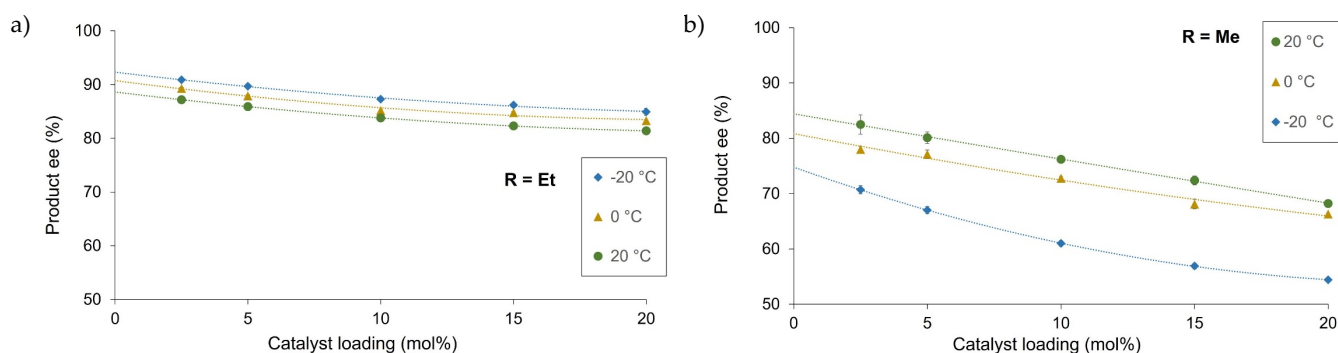 a)
Product ee (%)
100
90
80
70
60
50
0
5
10
15
20
Catalyst loading (mol%)
R = Et
-20 °C
0 °C
20 °C
b)
Product ee (%)
100
90
80
70
60
50
0
5
10
15
20
Catalyst loading (mol%)
R = Me
20 °C
0 °C
-20 °C